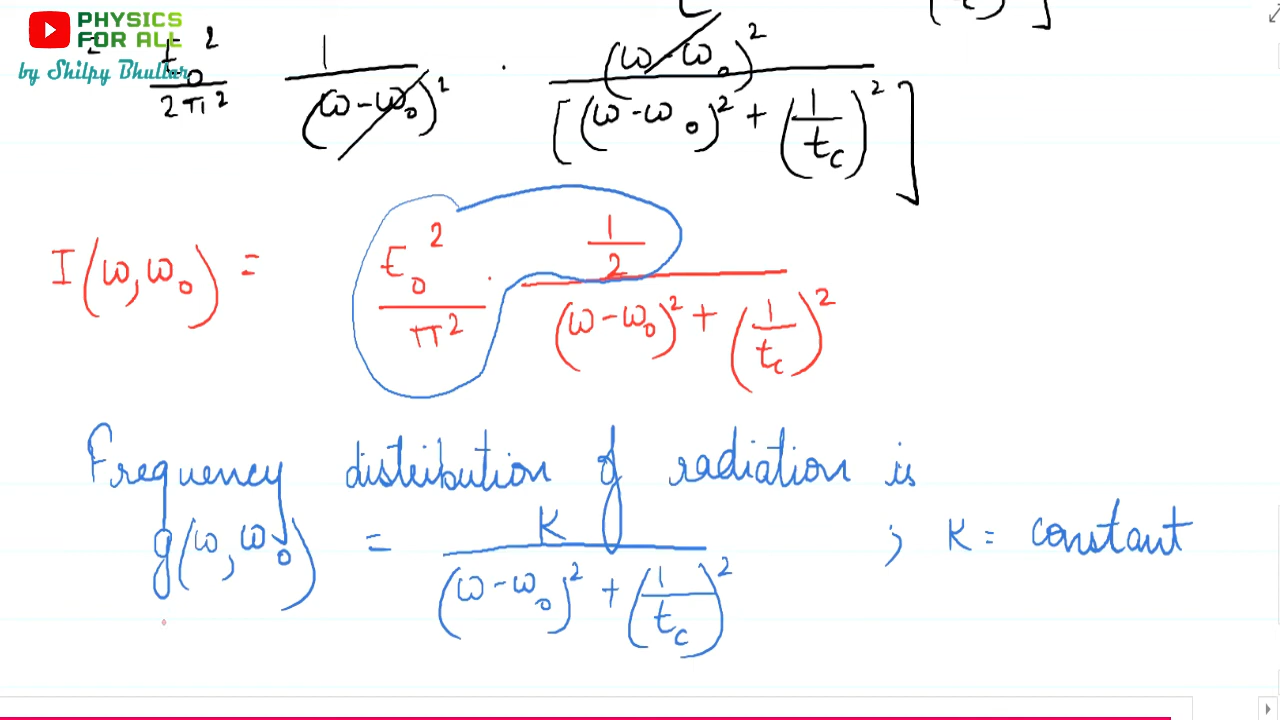 PHYSICS
FOR ALL
by Shilpy Bhullar
E₀² / 2π² 1 / (ω-ω₀)² · (ω-ω₀)² / [(ω-ω₀)² + (1/t_c)²]
I(ω,ω₀) = E₀² / π² · 1/2 / (ω-ω₀)² + (1/t_c)²
Frequency distribution of radiation is
g(ω,ω₀) = K / (ω-ω₀)² + (1/t_c)² ; K = constant